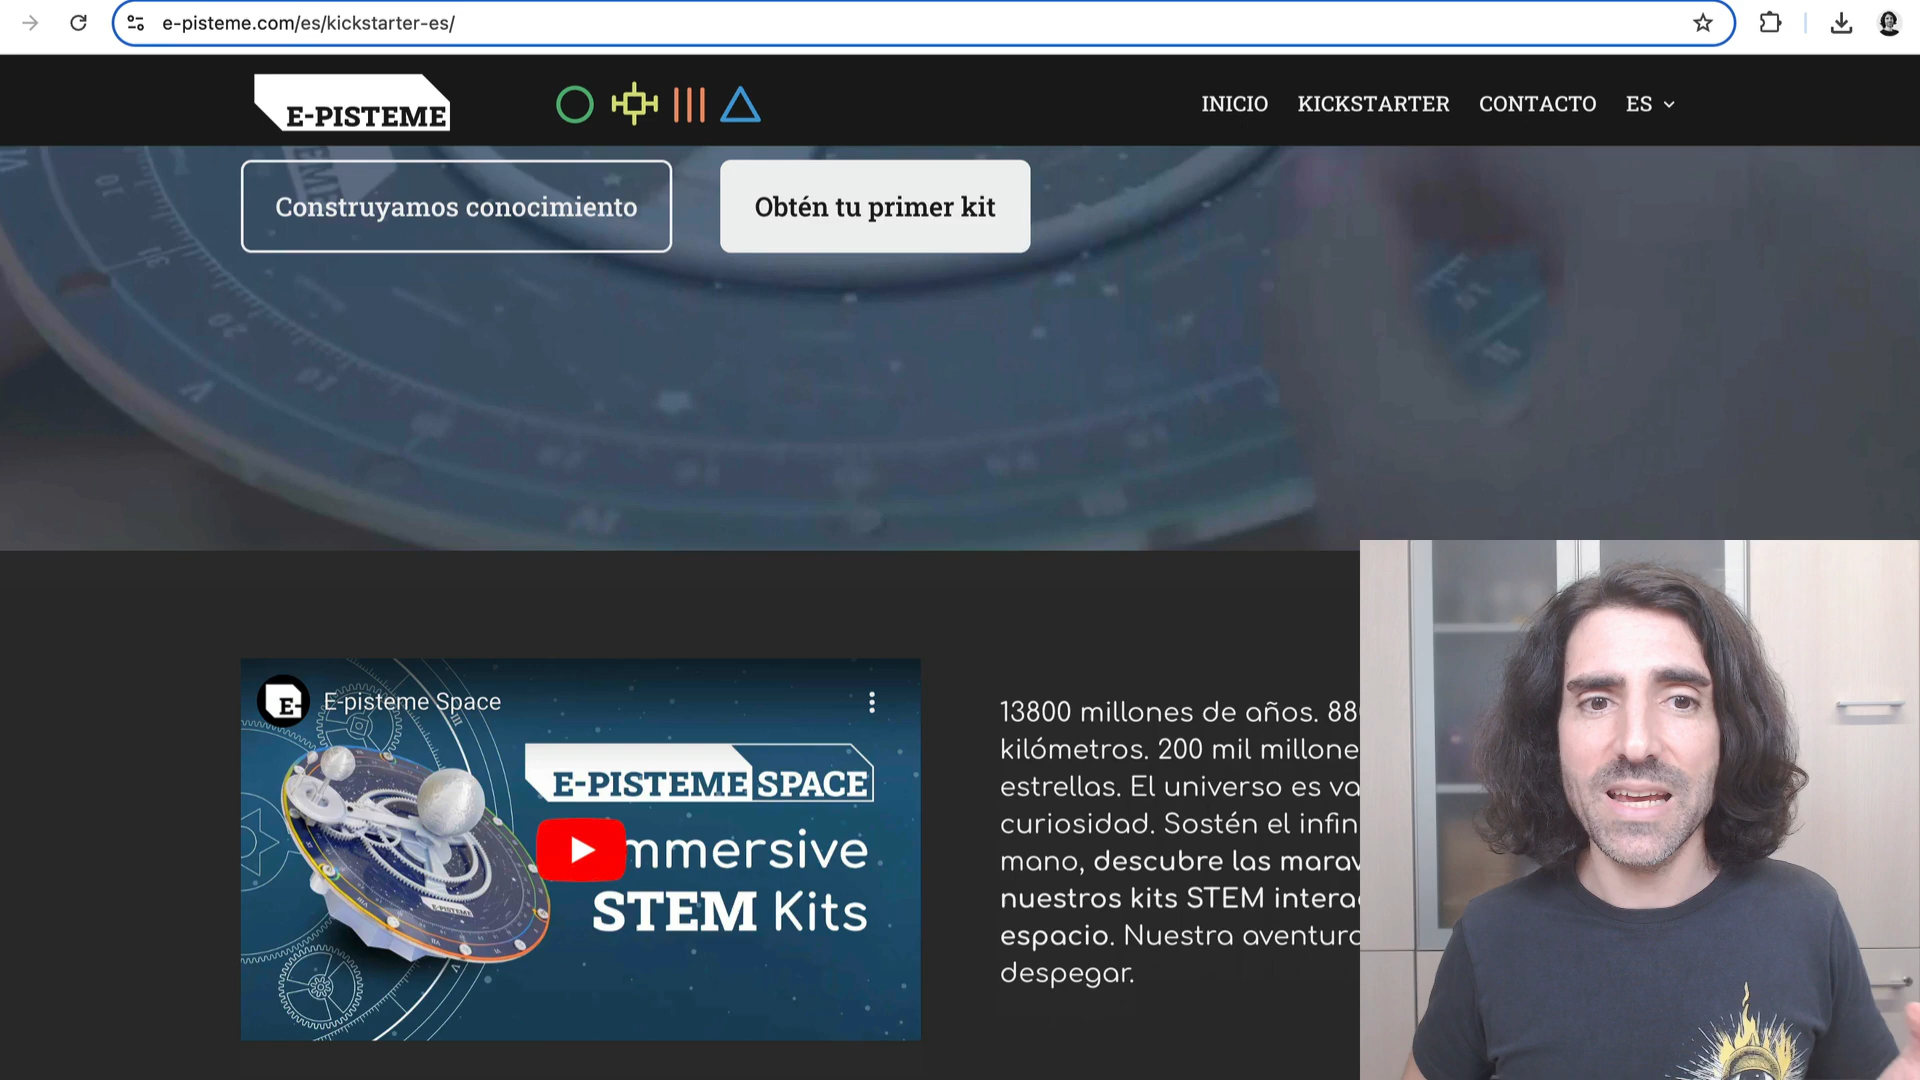 e-pisteme.com/es/kickstarter-es/
E-PISTEME
INICIO
KICKSTARTER
CONTACTO
ES
Construyamos conocimiento
Obtén tu primer kit
E-pisteme Space
E-PISTEME SPACE
mmersive
STEM Kits
E-PISTEME
13800 millones de años. 88
kilómetros. 200 mil millone
estrellas. El universo es va
curiosidad. Sostén el infin
mano, descubre las marav
nuestros kits STEM intera
espacio. Nuestra aventura
despegar.